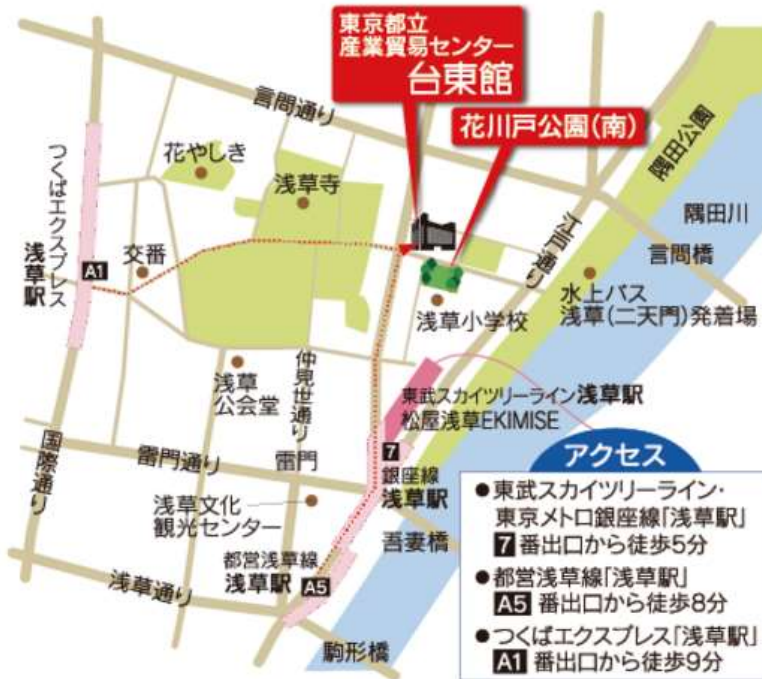 東京都立
産業貿易センター
台東館
花川戸公園(南)
言問通り
花やしき
浅草寺
隅田公園
隅田川
つくばエクスプレス
浅草駅
A1
交番
江戸通り
言問橋
浅草小学校
水上バス
浅草(二天門)発着場
浅草
公会堂
仲見世通り
東武スカイツリーライン浅草駅
松屋浅草EKIMISE
国際通り
雷門通り
雷門
7
銀座線
浅草駅
浅草文化
観光センター
吾妻橋
都営浅草線
浅草駅
A5
浅草通り
駒形橋
アクセス
●東武スカイツリーライン・
東京メトロ銀座線「浅草駅」
7 番出口から徒歩5分
●都営浅草線「浅草駅」
A5 番出口から徒歩8分
●つくばエクスプレス「浅草駅」
A1 番出口から徒歩9分